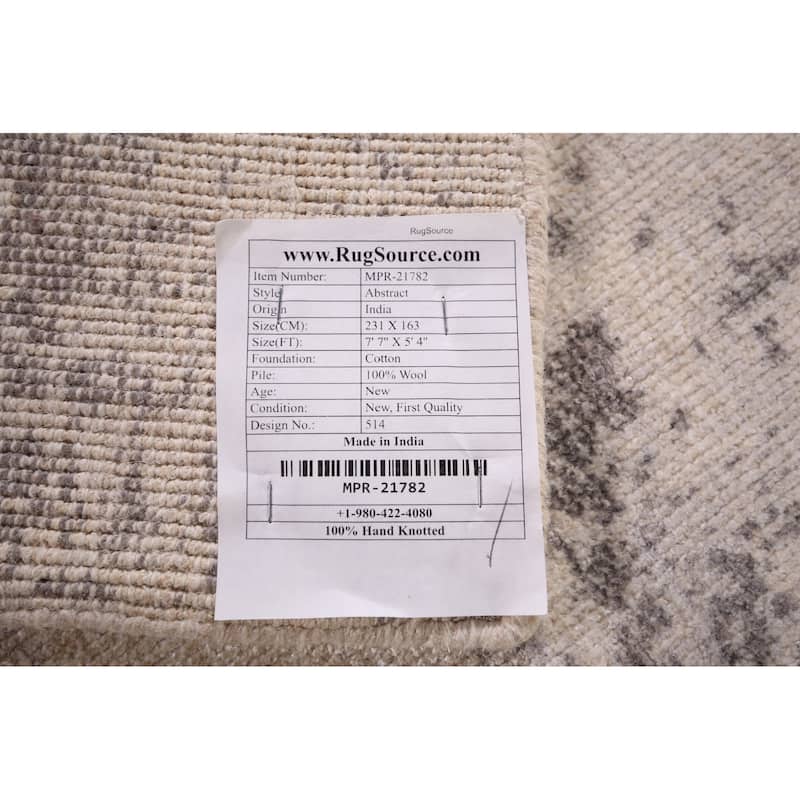 RugSource
www.RugSource.com
Item Number: MPR-21782
Style Abstract
Origin India
Size(CM): 231 X 163
Size(FT): 7' 7" X 5' 4"
Foundation: Cotton
Pile: 100% Wool
Age: New
Condition: New, First Quality
Design No.: 514
Made in India
MPR-21782
+1-980-422-4080
100% Hand Knotted